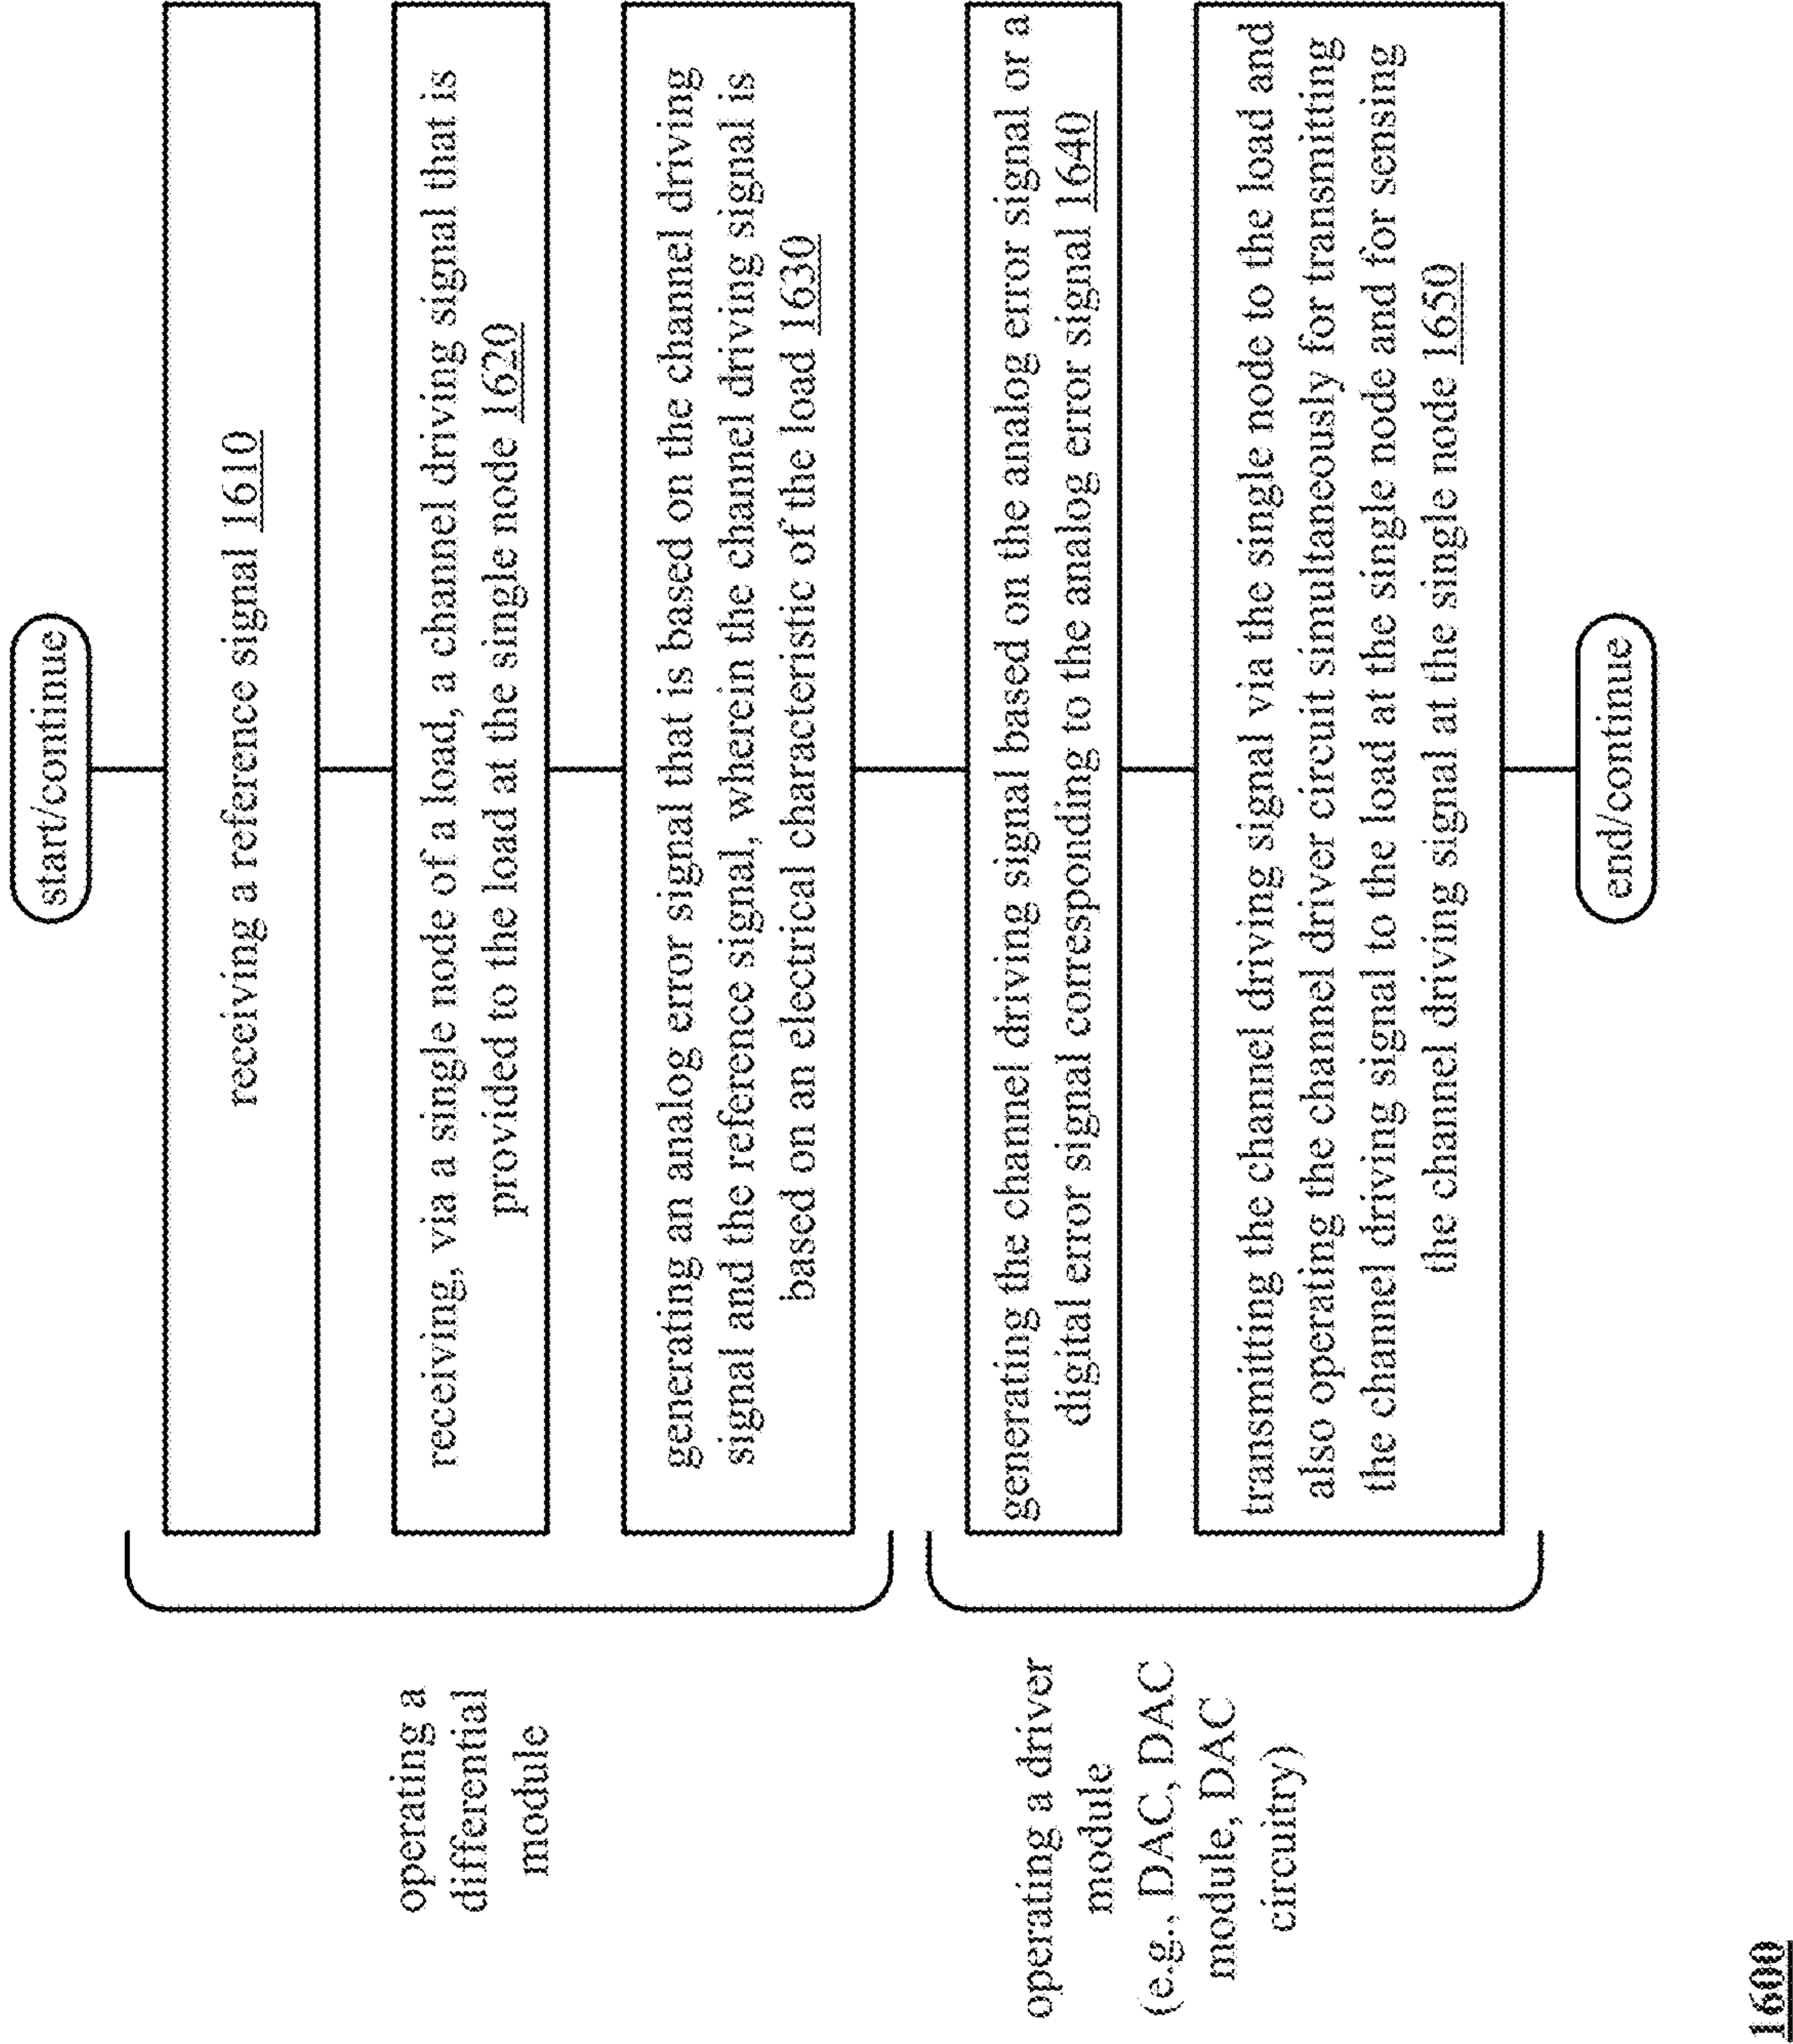 start/continue
operating a
differential
module
receiving a reference signal 1610
receiving, via a single node of a load, a channel driving signal that is
provided to the load at the single node 1620
generating an analog error signal that is based on the channel driving
signal and the reference signal, wherein the channel driving signal is
based on an electrical characteristic of the load 1630
operating a driver
module
(e.g., DAC, DAC
module, DAC
circuitry)
generating the channel driving signal based on the analog error signal or a
digital error signal corresponding to the analog error signal 1640
transmitting the channel driving signal via the single node to the load and
also operating the channel driver circuit simultaneously for transmitting
the channel driving signal to the load at the single node and for sensing
the channel driving signal at the single node 1650
end/continue
1600